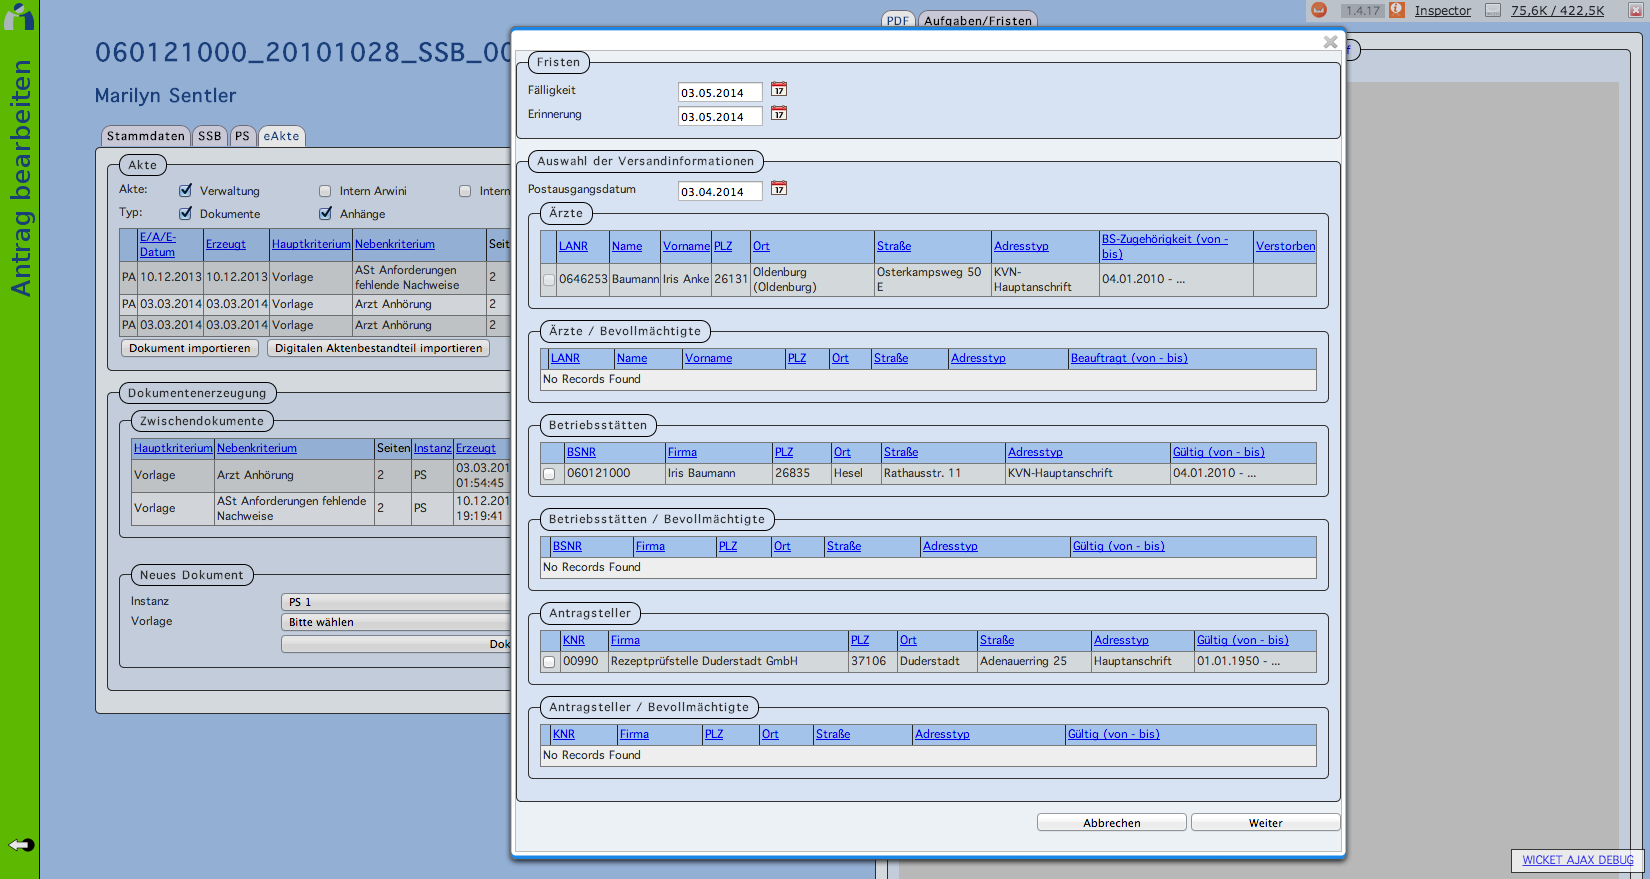 PDF Aufgaben/Fristen
1.4.17 Inspector 75,6K / 422,5K
Antrag bearbeiten
060121000_20101028_SSB_00
Marilyn Sentler
Stammdaten SSB PS eAkte
Akte
Akte: Verwaltung Intern Arwini Intern
Typ: Dokumente Anhänge
E/A/E-Datum Erzeugt Hauptkriterium Nebenkriterium Seit
PA 10.12.2013 10.12.2013 Vorlage ASt Anforderungen fehlende Nachweise 2
PA 03.03.2014 03.03.2014 Vorlage Arzt Anhörung 2
PA 03.03.2014 03.03.2014 Vorlage Arzt Anhörung 2
Dokument importieren Digitalen Aktenbestandteil importieren
Dokumentenerzeugung
Zwischendokumente
Hauptkriterium Nebenkriterium Seiten Instanz Erzeugt
Vorlage Arzt Anhörung 2 PS 03.03.201 01:54:45
Vorlage ASt Anforderungen fehlende Nachweise 2 PS 10.12.201 19:19:41
Neues Dokument
Instanz PS 1
Vorlage Bitte wählen
Dok
Fristen
Fälligkeit 03.05.2014 17
Erinnerung 03.05.2014 17
Auswahl der Versandinformationen
Postausgangsdatum 03.04.2014 17
Ärzte
LANR Name Vorname PLZ Ort Straße Adresstyp BS-Zugehörigkeit (von - bis) Verstorben
0646253 Baumann Iris Anke 26131 Oldenburg (Oldenburg) Osterkampsweg 50 E KVN-Hauptanschrift 04.01.2010 - ...
Ärzte / Bevollmächtigte
LANR Name Vorname PLZ Ort Straße Adresstyp Beauftragt (von - bis)
No Records Found
Betriebsstätten
BSNR Firma PLZ Ort Straße Adresstyp Gültig (von - bis)
060121000 Iris Baumann 26835 Hesel Rathausstr. 11 KVN-Hauptanschrift 04.01.2010 - ...
Betriebsstätten / Bevollmächtigte
BSNR Firma PLZ Ort Straße Adresstyp Gültig (von - bis)
No Records Found
Antragsteller
KNR Firma PLZ Ort Straße Adresstyp Gültig (von - bis)
00990 Rezeptprüfstelle Duderstadt GmbH 37106 Duderstadt Adenauerring 25 Hauptanschrift 01.01.1950 - ...
Antragsteller / Bevollmächtigte
KNR Firma PLZ Ort Straße Adresstyp Gültig (von - bis)
No Records Found
Abbrechen Weiter
f
WICKET AJAX DEBUG